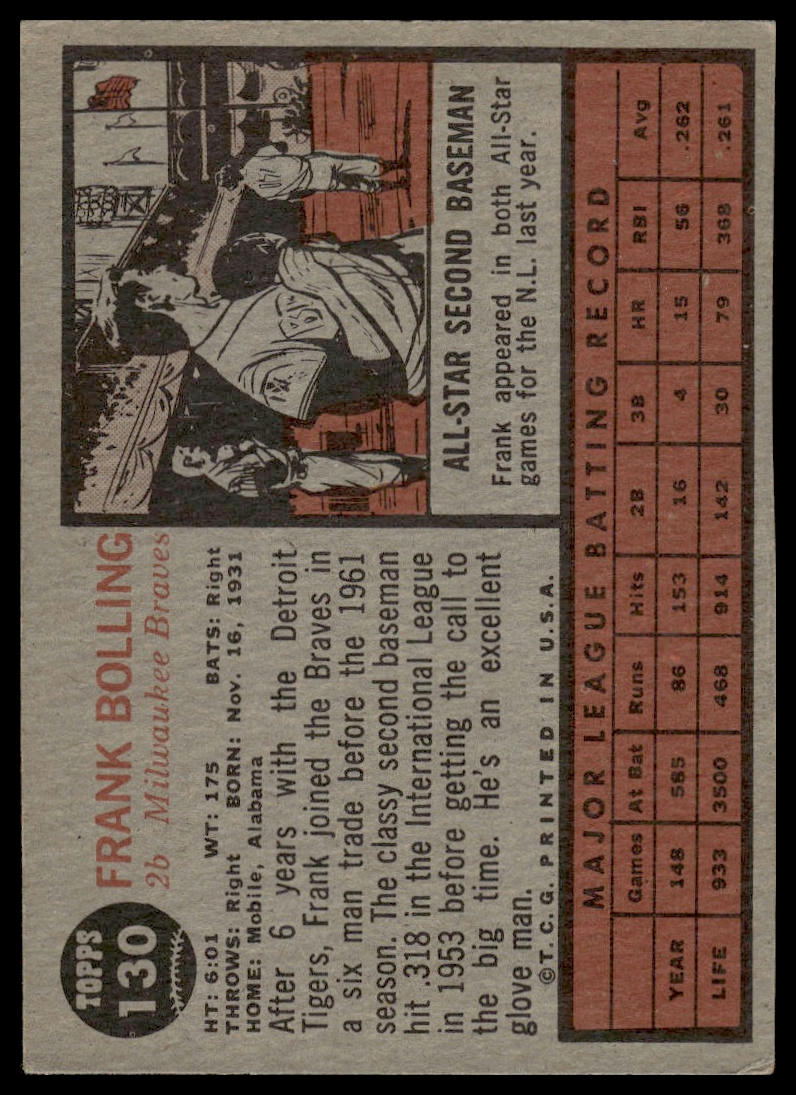 TOPPS
130
FRANK BOLLING
2b Milwaukee Braves
HT: 6:01 WT: 175 BATS: Right
THROWS: Right BORN: Nov. 16, 1931
HOME: Mobile, Alabama
After 6 years with the Detroit
Tigers, Frank joined the Braves in
a six man trade before the 1961
season. The classy second baseman
hit .318 in the International League
in 1953 before getting the call to
the big time. He's an excellent
glove man.
©T.C.G. PRINTED IN U.S.A.
ALL-STAR SECOND BASEMAN
Frank appeared in both All-Star
games for the N.L. last year.
MAJOR LEAGUE BATTING RECORD
Games At Bat Runs Hits 2B 3B HR RBI Avg
YEAR 148 585 86 153 16 4 15 56 .262
LIFE 933 3500 468 914 142 30 79 368 .261